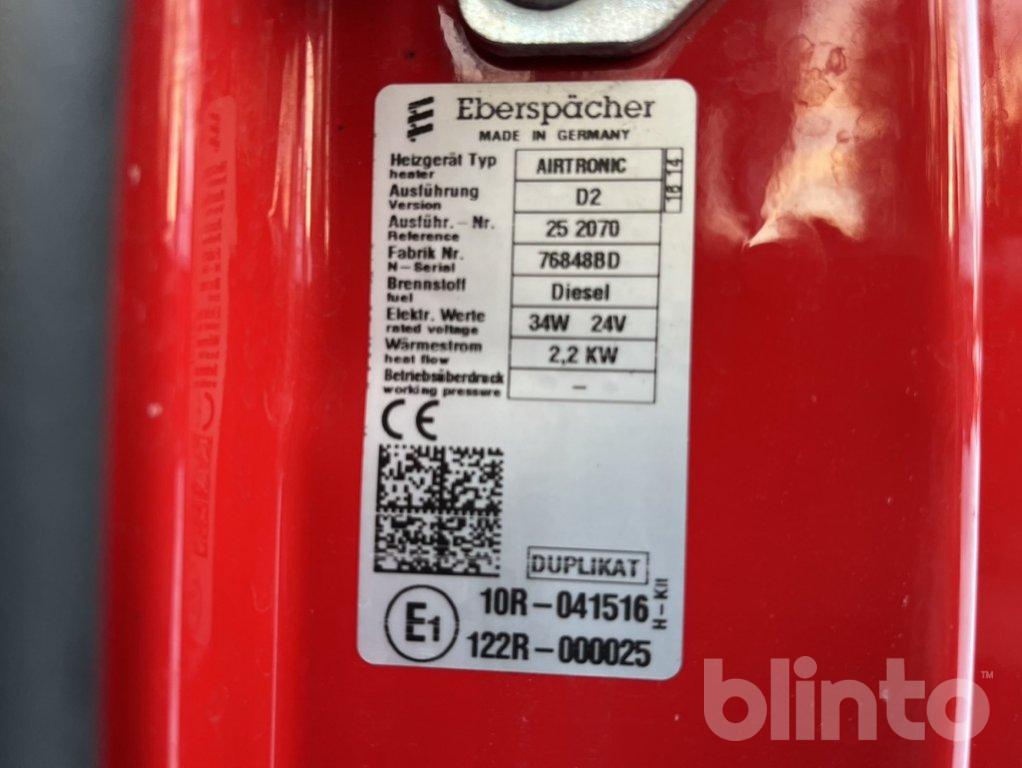 Eberspächer
MADE IN GERMANY
Heizgerät Typ AIRTRONIC
heater
Ausführung D2
Version
18 14
Ausführ. - Nr. 25 2070
Reference
Fabrik Nr. 76848BD
N-Serial
Brennstoff Diesel
fuel
Elektr. Werte 34W 24V
rated voltage
Wärmestrom 2,2 KW
heat flow
Betriebsüberdruck –
working pressure
CE
DUPLIKAT
E1
10R-041516
H-Kit
122R-000025
blinto™